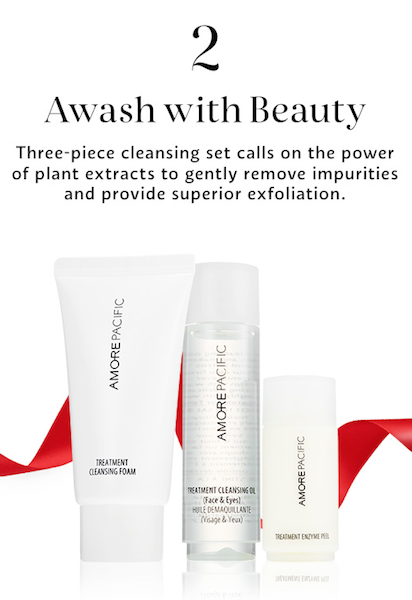 2
Awash with Beauty
Three-piece cleansing set calls on the power
of plant extracts to gently remove impurities
and provide superior exfoliation.
AMOREPACIFIC
TREATMENT
CLEANSING FOAM
AMOREPACIFIC
TREATMENT CLEANSING OIL
(Face & Eyes)
HUILE DÉMAQUILLANTE
(Visage & Yeux)
AMOREPACIFIC
TREATMENT ENZYME PEEL